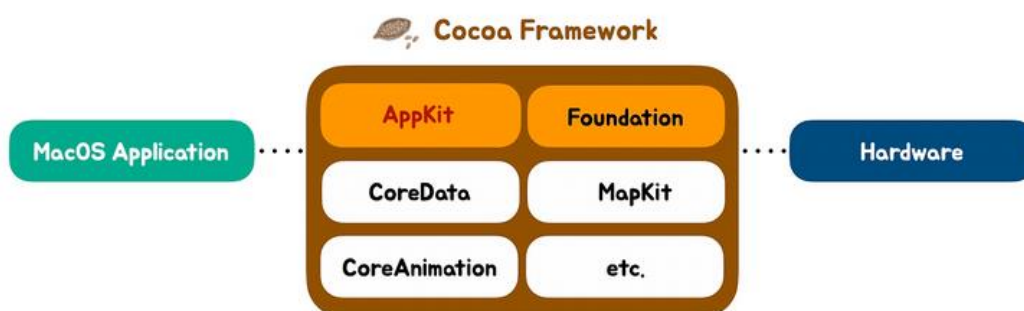 Cocoa Framework
AppKit
Foundation
MacOS Application
Hardware
CoreData
MapKit
CoreAnimation
etc.